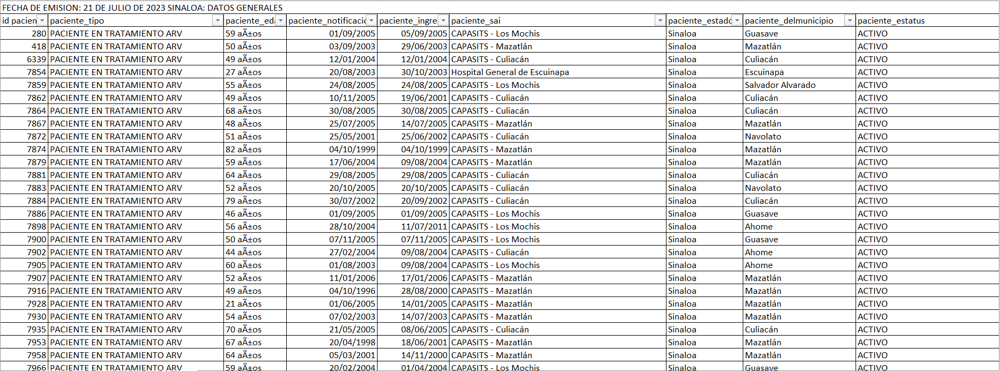 FECHA DE EMISION: 21 DE JULIO DE 2023 SINALOA: DATOS GENERALES
id pacien paciente_tipo paciente_eda paciente_notificació paciente_ingre paciente_sai paciente_estado paciente_delmunicipio paciente_estatus
280 PACIENTE EN TRATAMIENTO ARV 59 aÃ±os 01/09/2005 05/09/2005 CAPASITS - Los Mochis Sinaloa Guasave ACTIVO
418 PACIENTE EN TRATAMIENTO ARV 50 aÃ±os 03/09/2003 29/06/2003 CAPASITS - Mazatlán Sinaloa Mazatlán ACTIVO
6339 PACIENTE EN TRATAMIENTO ARV 49 aÃ±os 12/01/2004 12/01/2004 CAPASITS - Culiacán Sinaloa Culiacán ACTIVO
7854 PACIENTE EN TRATAMIENTO ARV 27 aÃ±os 20/08/2003 30/10/2003 Hospital General de Escuinapa Sinaloa Escuinapa ACTIVO
7859 PACIENTE EN TRATAMIENTO ARV 55 aÃ±os 24/08/2005 24/08/2005 CAPASITS - Los Mochis Sinaloa Salvador Alvarado ACTIVO
7862 PACIENTE EN TRATAMIENTO ARV 49 aÃ±os 10/11/2005 19/06/2001 CAPASITS - Culiacán Sinaloa Culiacán ACTIVO
7864 PACIENTE EN TRATAMIENTO ARV 68 aÃ±os 30/08/2005 30/08/2005 CAPASITS - Culiacán Sinaloa Culiacán ACTIVO
7867 PACIENTE EN TRATAMIENTO ARV 48 aÃ±os 25/07/2005 14/07/2005 CAPASITS - Mazatlán Sinaloa Mazatlán ACTIVO
7872 PACIENTE EN TRATAMIENTO ARV 51 aÃ±os 25/05/2001 25/06/2002 CAPASITS - Culiacán Sinaloa Navolato ACTIVO
7874 PACIENTE EN TRATAMIENTO ARV 82 aÃ±os 04/10/1999 04/10/1999 CAPASITS - Mazatlán Sinaloa Mazatlán ACTIVO
7879 PACIENTE EN TRATAMIENTO ARV 59 aÃ±os 17/06/2004 09/08/2004 CAPASITS - Mazatlán Sinaloa Mazatlán ACTIVO
7881 PACIENTE EN TRATAMIENTO ARV 64 aÃ±os 29/08/2005 29/08/2005 CAPASITS - Culiacán Sinaloa Culiacán ACTIVO
7883 PACIENTE EN TRATAMIENTO ARV 52 aÃ±os 20/10/2005 20/10/2005 CAPASITS - Culiacán Sinaloa Navolato ACTIVO
7884 PACIENTE EN TRATAMIENTO ARV 79 aÃ±os 30/07/2002 20/09/2002 CAPASITS - Culiacán Sinaloa Culiacán ACTIVO
7886 PACIENTE EN TRATAMIENTO ARV 46 aÃ±os 01/09/2005 01/09/2005 CAPASITS - Los Mochis Sinaloa Guasave ACTIVO
7898 PACIENTE EN TRATAMIENTO ARV 56 aÃ±os 28/10/2004 11/07/2011 CAPASITS - Los Mochis Sinaloa Ahome ACTIVO
7900 PACIENTE EN TRATAMIENTO ARV 50 aÃ±os 07/11/2005 07/11/2005 CAPASITS - Los Mochis Sinaloa Guasave ACTIVO
7902 PACIENTE EN TRATAMIENTO ARV 44 aÃ±os 27/02/2004 09/08/2004 CAPASITS - Culiacán Sinaloa Ahome ACTIVO
7905 PACIENTE EN TRATAMIENTO ARV 60 aÃ±os 01/08/2003 09/08/2004 CAPASITS - Los Mochis Sinaloa Ahome ACTIVO
7907 PACIENTE EN TRATAMIENTO ARV 52 aÃ±os 11/01/2006 17/01/2006 CAPASITS - Mazatlán Sinaloa Mazatlán ACTIVO
7916 PACIENTE EN TRATAMIENTO ARV 49 aÃ±os 04/10/1996 28/08/2000 CAPASITS - Mazatlán Sinaloa Mazatlán ACTIVO
7928 PACIENTE EN TRATAMIENTO ARV 21 aÃ±os 01/06/2005 14/01/2005 CAPASITS - Mazatlán Sinaloa Mazatlán ACTIVO
7930 PACIENTE EN TRATAMIENTO ARV 54 aÃ±os 07/02/2003 14/07/2003 CAPASITS - Mazatlán Sinaloa Mazatlán ACTIVO
7935 PACIENTE EN TRATAMIENTO ARV 70 aÃ±os 21/05/2005 08/06/2005 CAPASITS - Culiacán Sinaloa Culiacán ACTIVO
7953 PACIENTE EN TRATAMIENTO ARV 67 aÃ±os 20/04/1998 18/06/2001 CAPASITS - Mazatlán Sinaloa Mazatlán ACTIVO
7958 PACIENTE EN TRATAMIENTO ARV 64 aÃ±os 05/03/2001 14/11/2000 CAPASITS - Mazatlán Sinaloa Mazatlán ACTIVO
7966 PACIENTE EN TRATAMIENTO ARV 59 aÃ±os 20/02/2004 01/04/2004 CAPASITS - Los Mochis Sinaloa Guasave ACTIVO